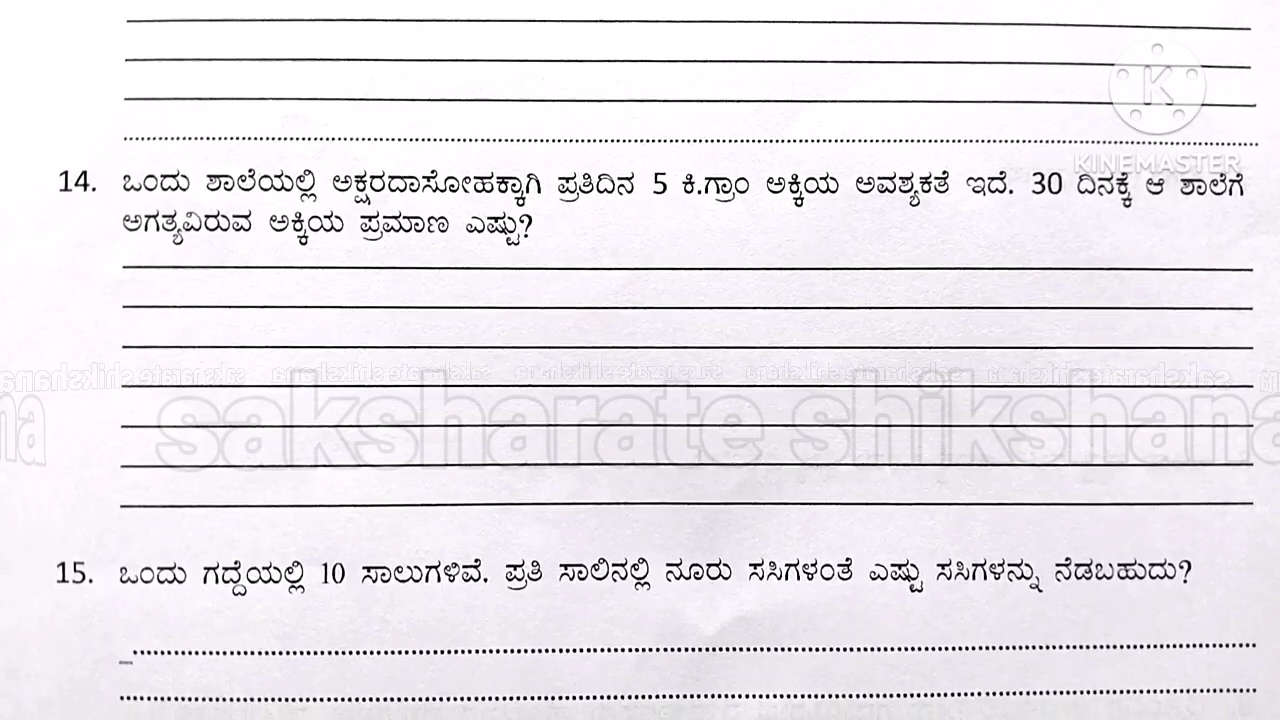 KINEMASTER
14. ಒಂದು ಶಾಲೆಯಲ್ಲಿ ಅಕ್ಷರದಾಸೋಹಕ್ಕಾಗಿ ಪ್ರತಿದಿನ 5 ಕಿ.ಗ್ರಾಂ ಅಕ್ಕಿಯ ಅವಶ್ಯಕತೆ ಇದೆ. 30 ದಿನಕ್ಕೆ ಆ ಶಾಲೆಗೆ
ಅಗತ್ಯವಿರುವ ಅಕ್ಕಿಯ ಪ್ರಮಾಣ ಎಷ್ಟು?
saksharate shikshana
15. ಒಂದು ಗದ್ದೆಯಲ್ಲಿ 10 ಸಾಲುಗಳಿವೆ. ಪ್ರತಿ ಸಾಲಿನಲ್ಲಿ ನೂರು ಸಸಿಗಳಂತೆ ಎಷ್ಟು ಸಸಿಗಳನ್ನು ನೆಡಬಹುದು?